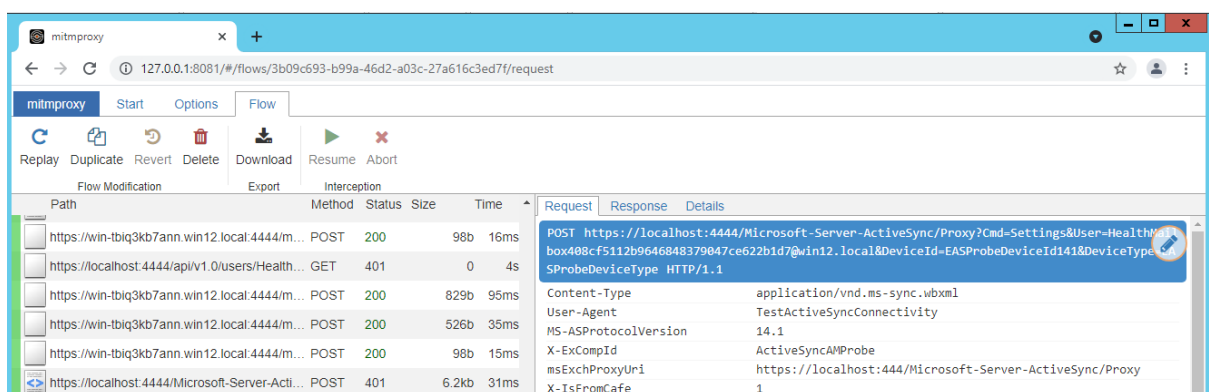 mitmproxy
127.0.0.1:8081/#/flows/3b09c693-b99a-46d2-a03c-27a616c3ed7f/request
mitmproxy Start Options Flow
Replay Duplicate Revert Delete Download Resume Abort
Flow Modification Export Interception
Path Method Status Size Time Request Response Details
https://win-tbiq3kb7ann.win12.local:4444/m... POST 200 98b 16ms
https://localhost:4444/api/v1.0/users/Health... GET 401 0 4s
https://win-tbiq3kb7ann.win12.local:4444/m... POST 200 829b 95ms
https://win-tbiq3kb7ann.win12.local:4444/m... POST 200 526b 35ms
https://win-tbiq3kb7ann.win12.local:4444/m... POST 200 98b 15ms
https://localhost:4444/Microsoft-Server-Acti... POST 401 6.2kb 31ms
POST https://localhost:4444/Microsoft-Server-ActiveSync/Proxy?Cmd=Settings&User=HealthMail
box408cf5112b9646848379047ce622b1d7@win12.local&DeviceId=EASProbeDeviceId141&DeviceType=EA
SProbeDeviceType HTTP/1.1
Content-Type application/vnd.ms-sync.wbxml
User-Agent TestActiveSyncConnectivity
MS-ASProtocolVersion 14.1
X-ExCompId ActiveSyncAMProbe
msExchProxyUri https://localhost:444/Microsoft-Server-ActiveSync/Proxy
X-IsFromCafe 1